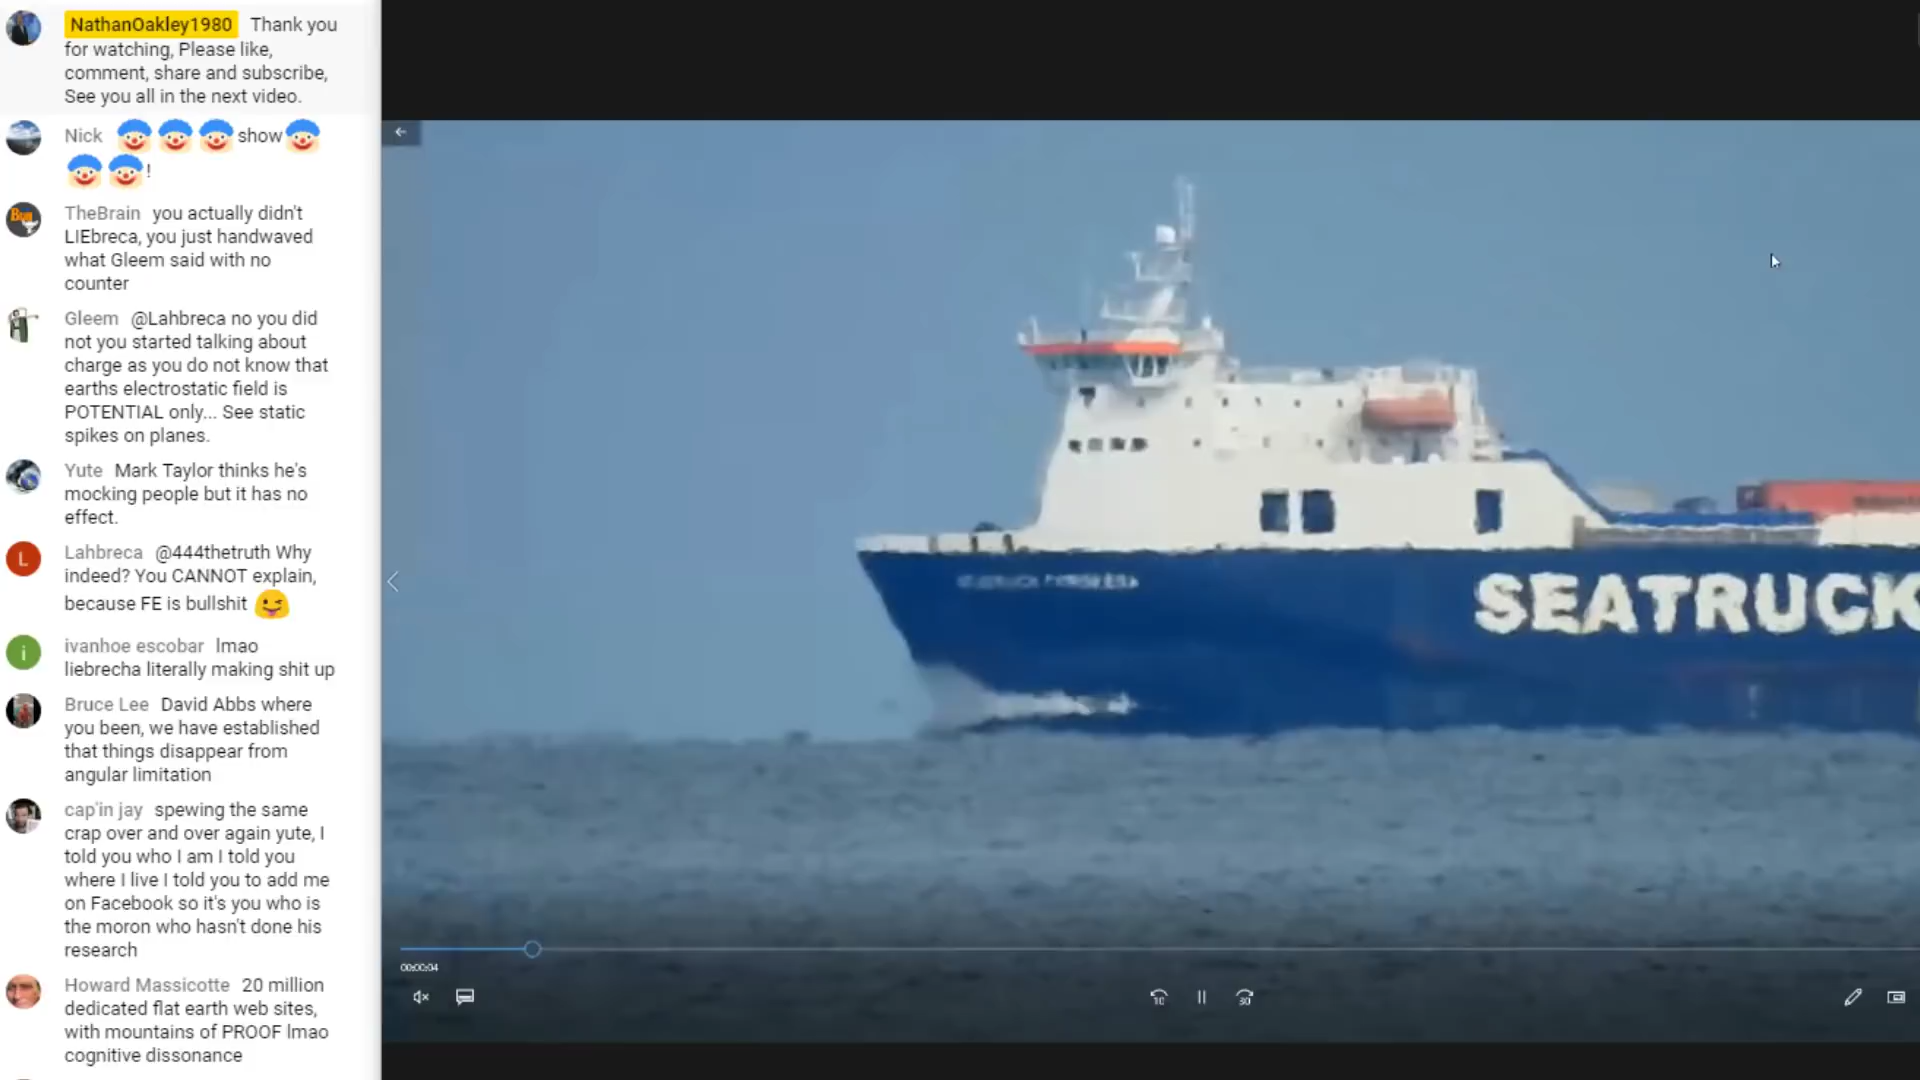 NathanOakley1980 Thank you
for watching, Please like,
comment, share and subscribe,
See you all in the next video.
Nick show
!
TheBrain you actually didn't
LIEbreca, you just handwaved
what Gleem said with no
counter
Gleem @Lahbreca no you did
not you started talking about
charge as you do not know that
earths electrostatic field is
POTENTIAL only... See static
spikes on planes.
Yute Mark Taylor thinks he's
mocking people but it has no
effect.
Lahbreca @444thetruth Why
indeed? You CANNOT explain,
because FE is bullshit
L
ivanhoe escobar lmao
liebrecha literally making shit up
i
Bruce Lee David Abbs where
you been, we have established
that things disappear from
angular limitation
cap'in jay spewing the same
crap over and over again yute, I
told you who I am I told you
where I live I told you to add me
on Facebook so it's you who is
the moron who hasn't done his
research
Howard Massicotte 20 million
dedicated flat earth web sites,
with mountains of PROOF lmao
cognitive dissonance
SEATRUCK
00:00:04
10
30